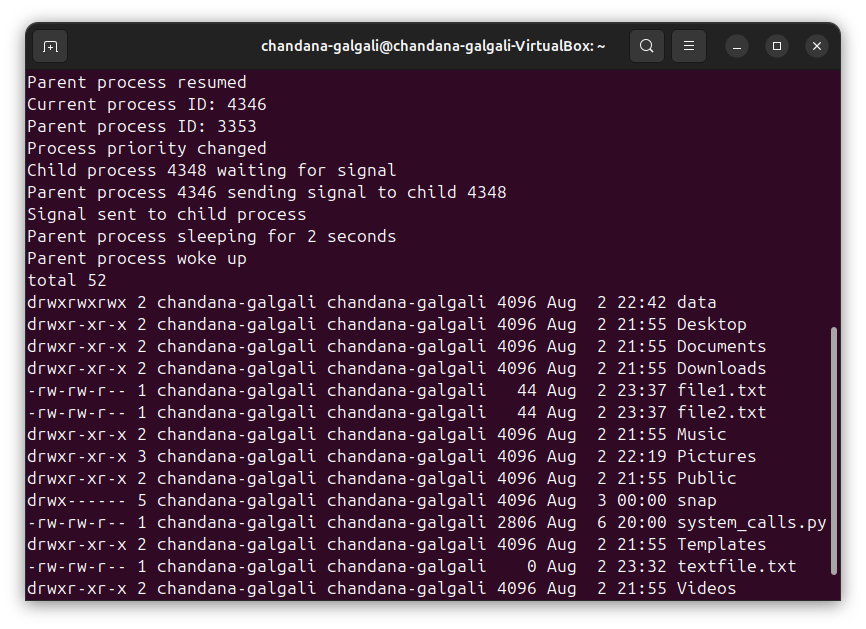 chandana-galgali@chandana-galgali-VirtualBox: ~
Parent process resumed
Current process ID: 4346
Parent process ID: 3353
Process priority changed
Child process 4348 waiting for signal
Parent process 4346 sending signal to child 4348
Signal sent to child process
Parent process sleeping for 2 seconds
Parent process woke up
total 52
drwxrwxrwx 2 chandana-galgali chandana-galgali 4096 Aug  2 22:42 data
drwxr-xr-x 2 chandana-galgali chandana-galgali 4096 Aug  2 21:55 Desktop
drwxr-xr-x 2 chandana-galgali chandana-galgali 4096 Aug  2 21:55 Documents
drwxr-xr-x 2 chandana-galgali chandana-galgali 4096 Aug  2 21:55 Downloads
-rw-rw-r-- 1 chandana-galgali chandana-galgali   44 Aug  2 23:37 file1.txt
-rw-rw-r-- 1 chandana-galgali chandana-galgali   44 Aug  2 23:37 file2.txt
drwxr-xr-x 2 chandana-galgali chandana-galgali 4096 Aug  2 21:55 Music
drwxr-xr-x 3 chandana-galgali chandana-galgali 4096 Aug  2 22:19 Pictures
drwxr-xr-x 2 chandana-galgali chandana-galgali 4096 Aug  2 21:55 Public
drwx------ 5 chandana-galgali chandana-galgali 4096 Aug  3 00:00 snap
-rw-rw-r-- 1 chandana-galgali chandana-galgali 2806 Aug  6 20:00 system_calls.py
drwxr-xr-x 2 chandana-galgali chandana-galgali 4096 Aug  2 21:55 Templates
-rw-rw-r-- 1 chandana-galgali chandana-galgali    0 Aug  2 23:32 textfile.txt
drwxr-xr-x 2 chandana-galgali chandana-galgali 4096 Aug  2 21:55 Videos